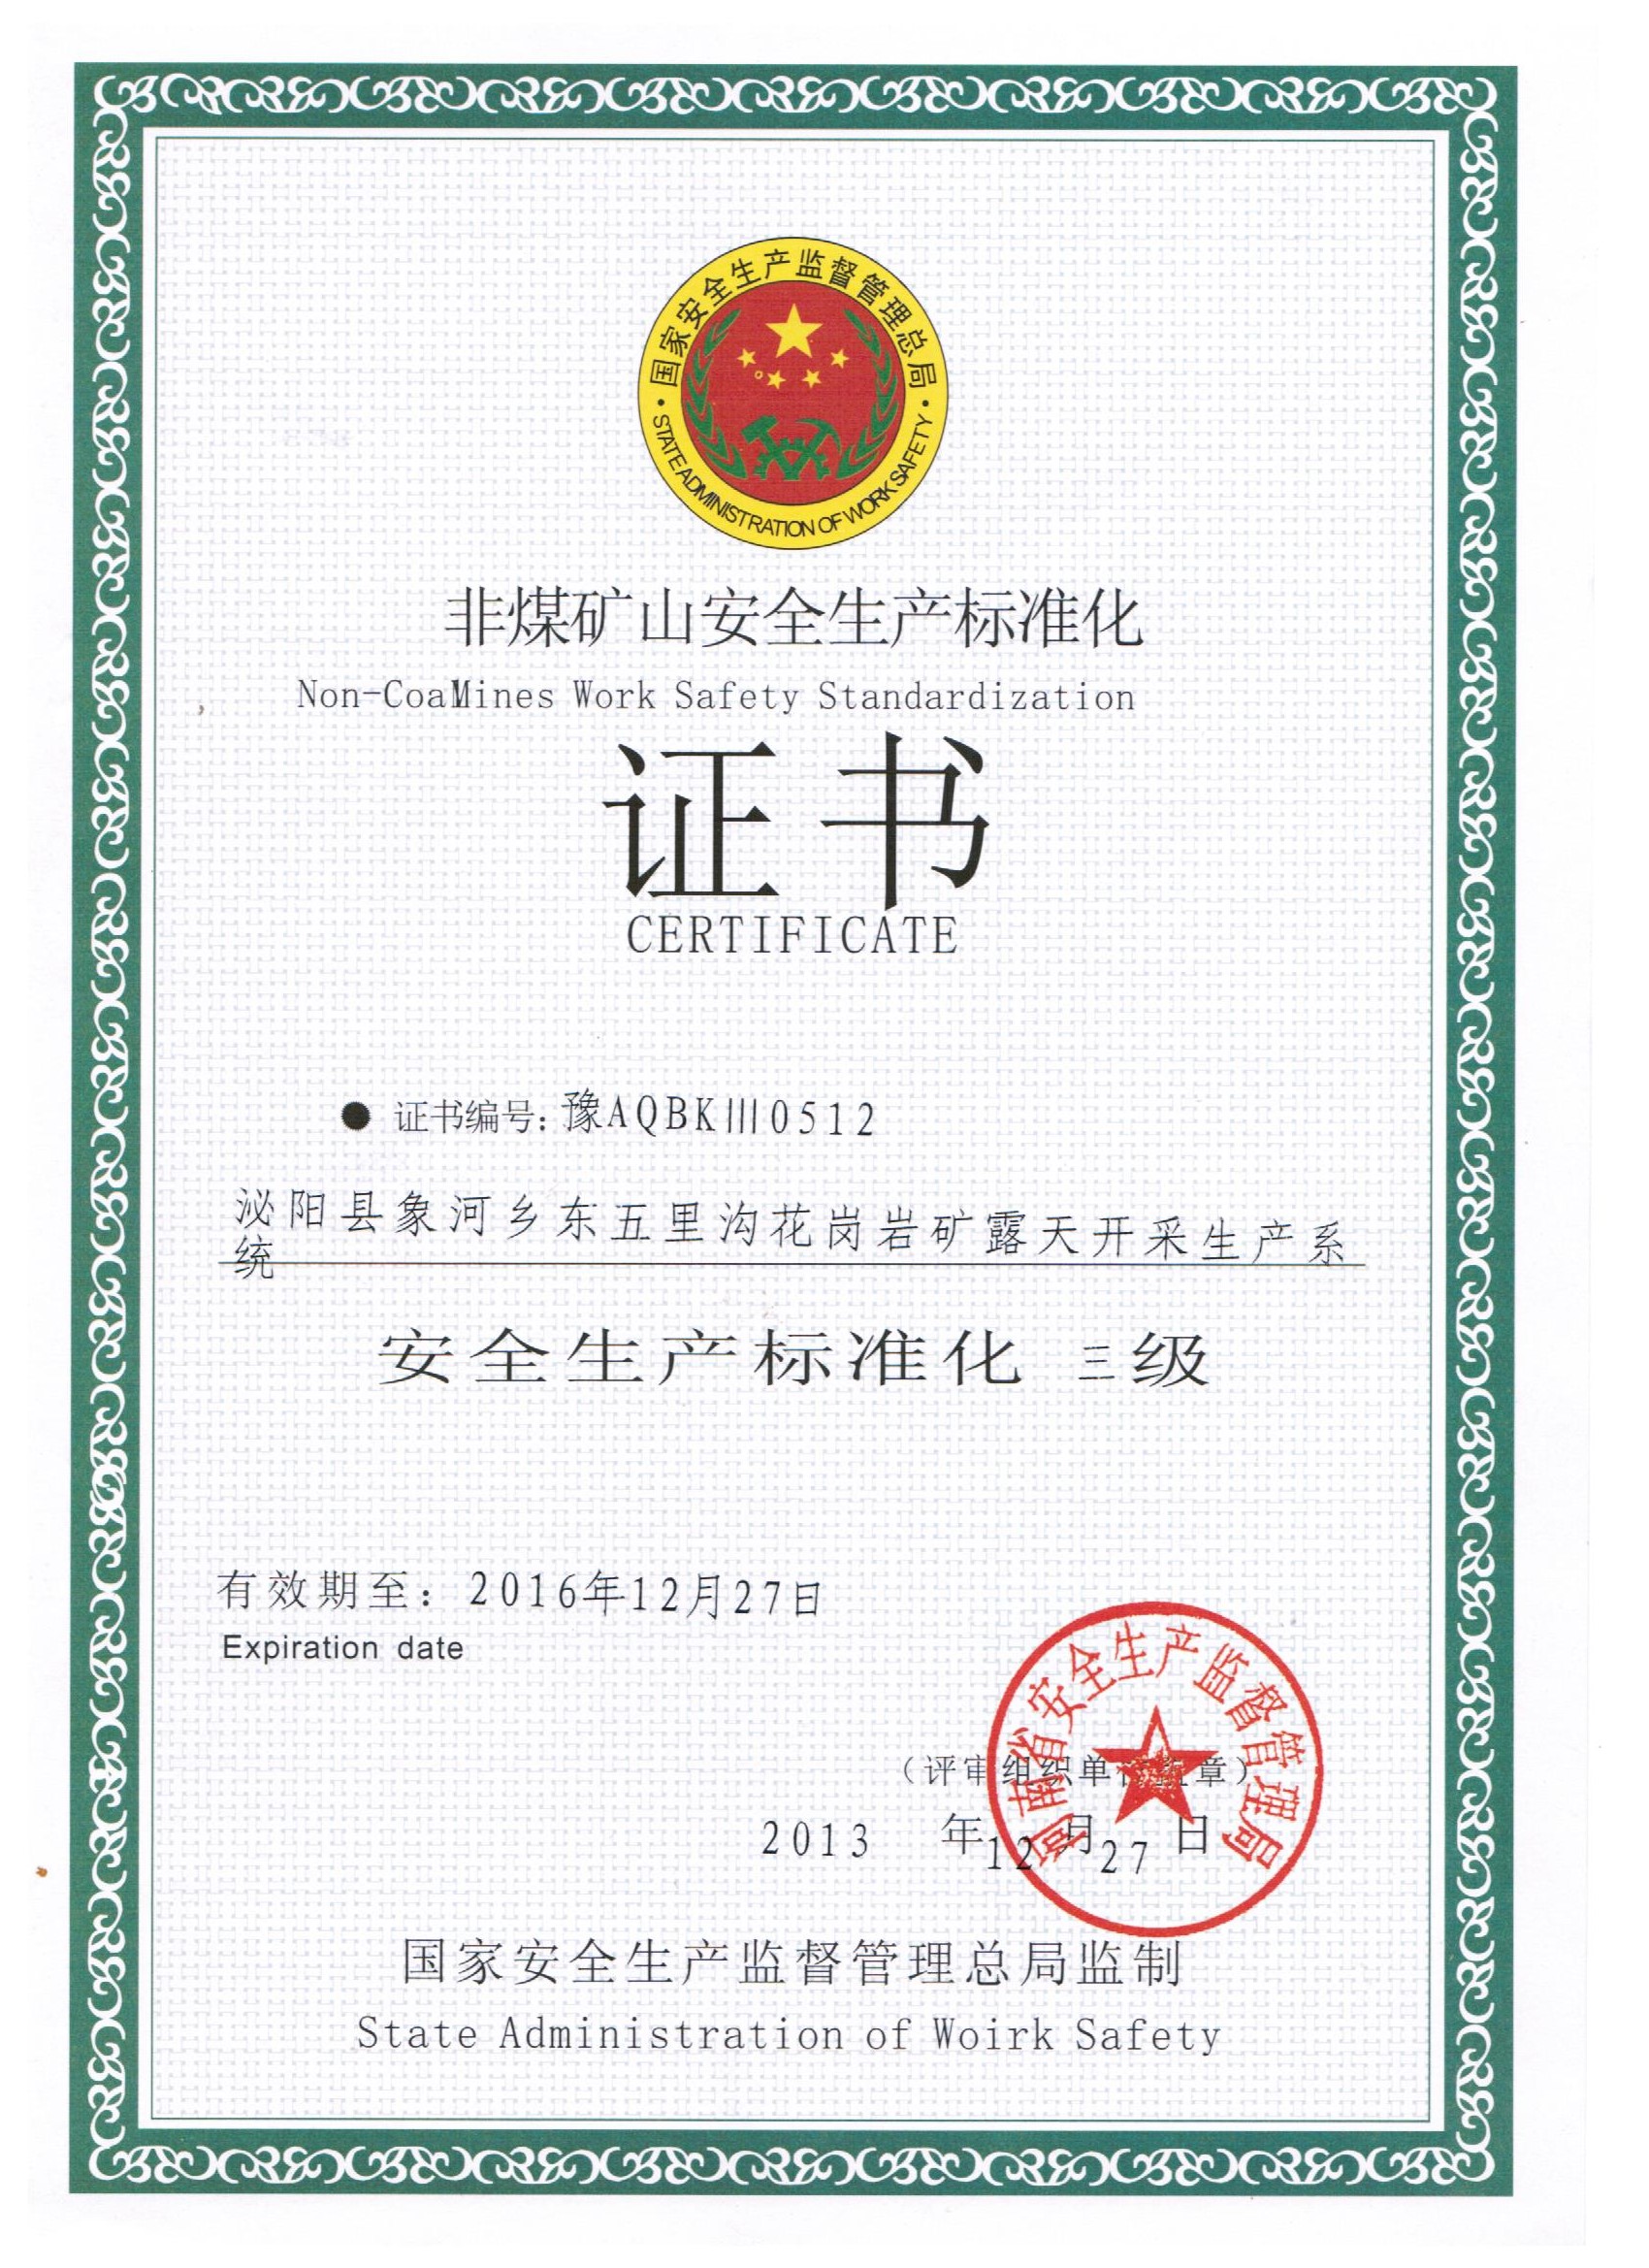 国家安全生产监督管理总局
STATE ADMINISTRATION OF WORK SAFETY
非煤矿山安全生产标准化
Non-CoalMines Work Safety Standardization
证书
CERTIFICATE
● 证书编号:豫AQBKIII0512
泌阳县象河乡东五里沟花岗岩矿露天开采生产系
统
安全生产标准化 三级
有效期至:2016年12月27日
Expiration date
河南省安全生产监督管理局
(评审组织单位盖章)
2013 年12月27日
国家安全生产监督管理总局监制
State Administration of Woirk Safety